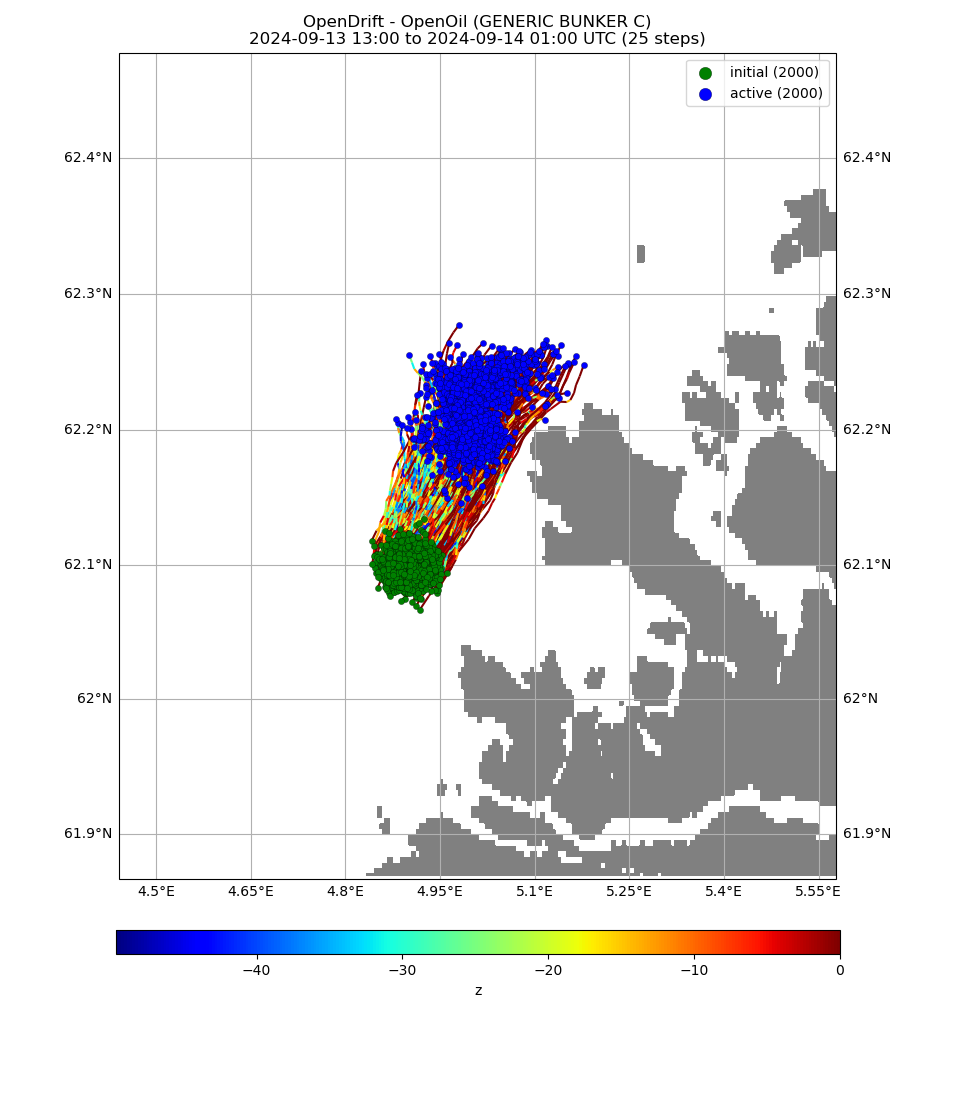 OpenDrift - OpenOil (GENERIC BUNKER C)
2024-09-13 13:00 to 2024-09-14 01:00 UTC (25 steps)
initial (2000)
active (2000)
62.4°N 62.4°N
62.3°N 62.3°N
62.2°N 62.2°N
62.1°N 62.1°N
62°N 62°N
61.9°N 61.9°N
4.5°E 4.65°E 4.8°E 4.95°E 5.1°E 5.25°E 5.4°E 5.55°E
−40 −30 −20 −10 0
z